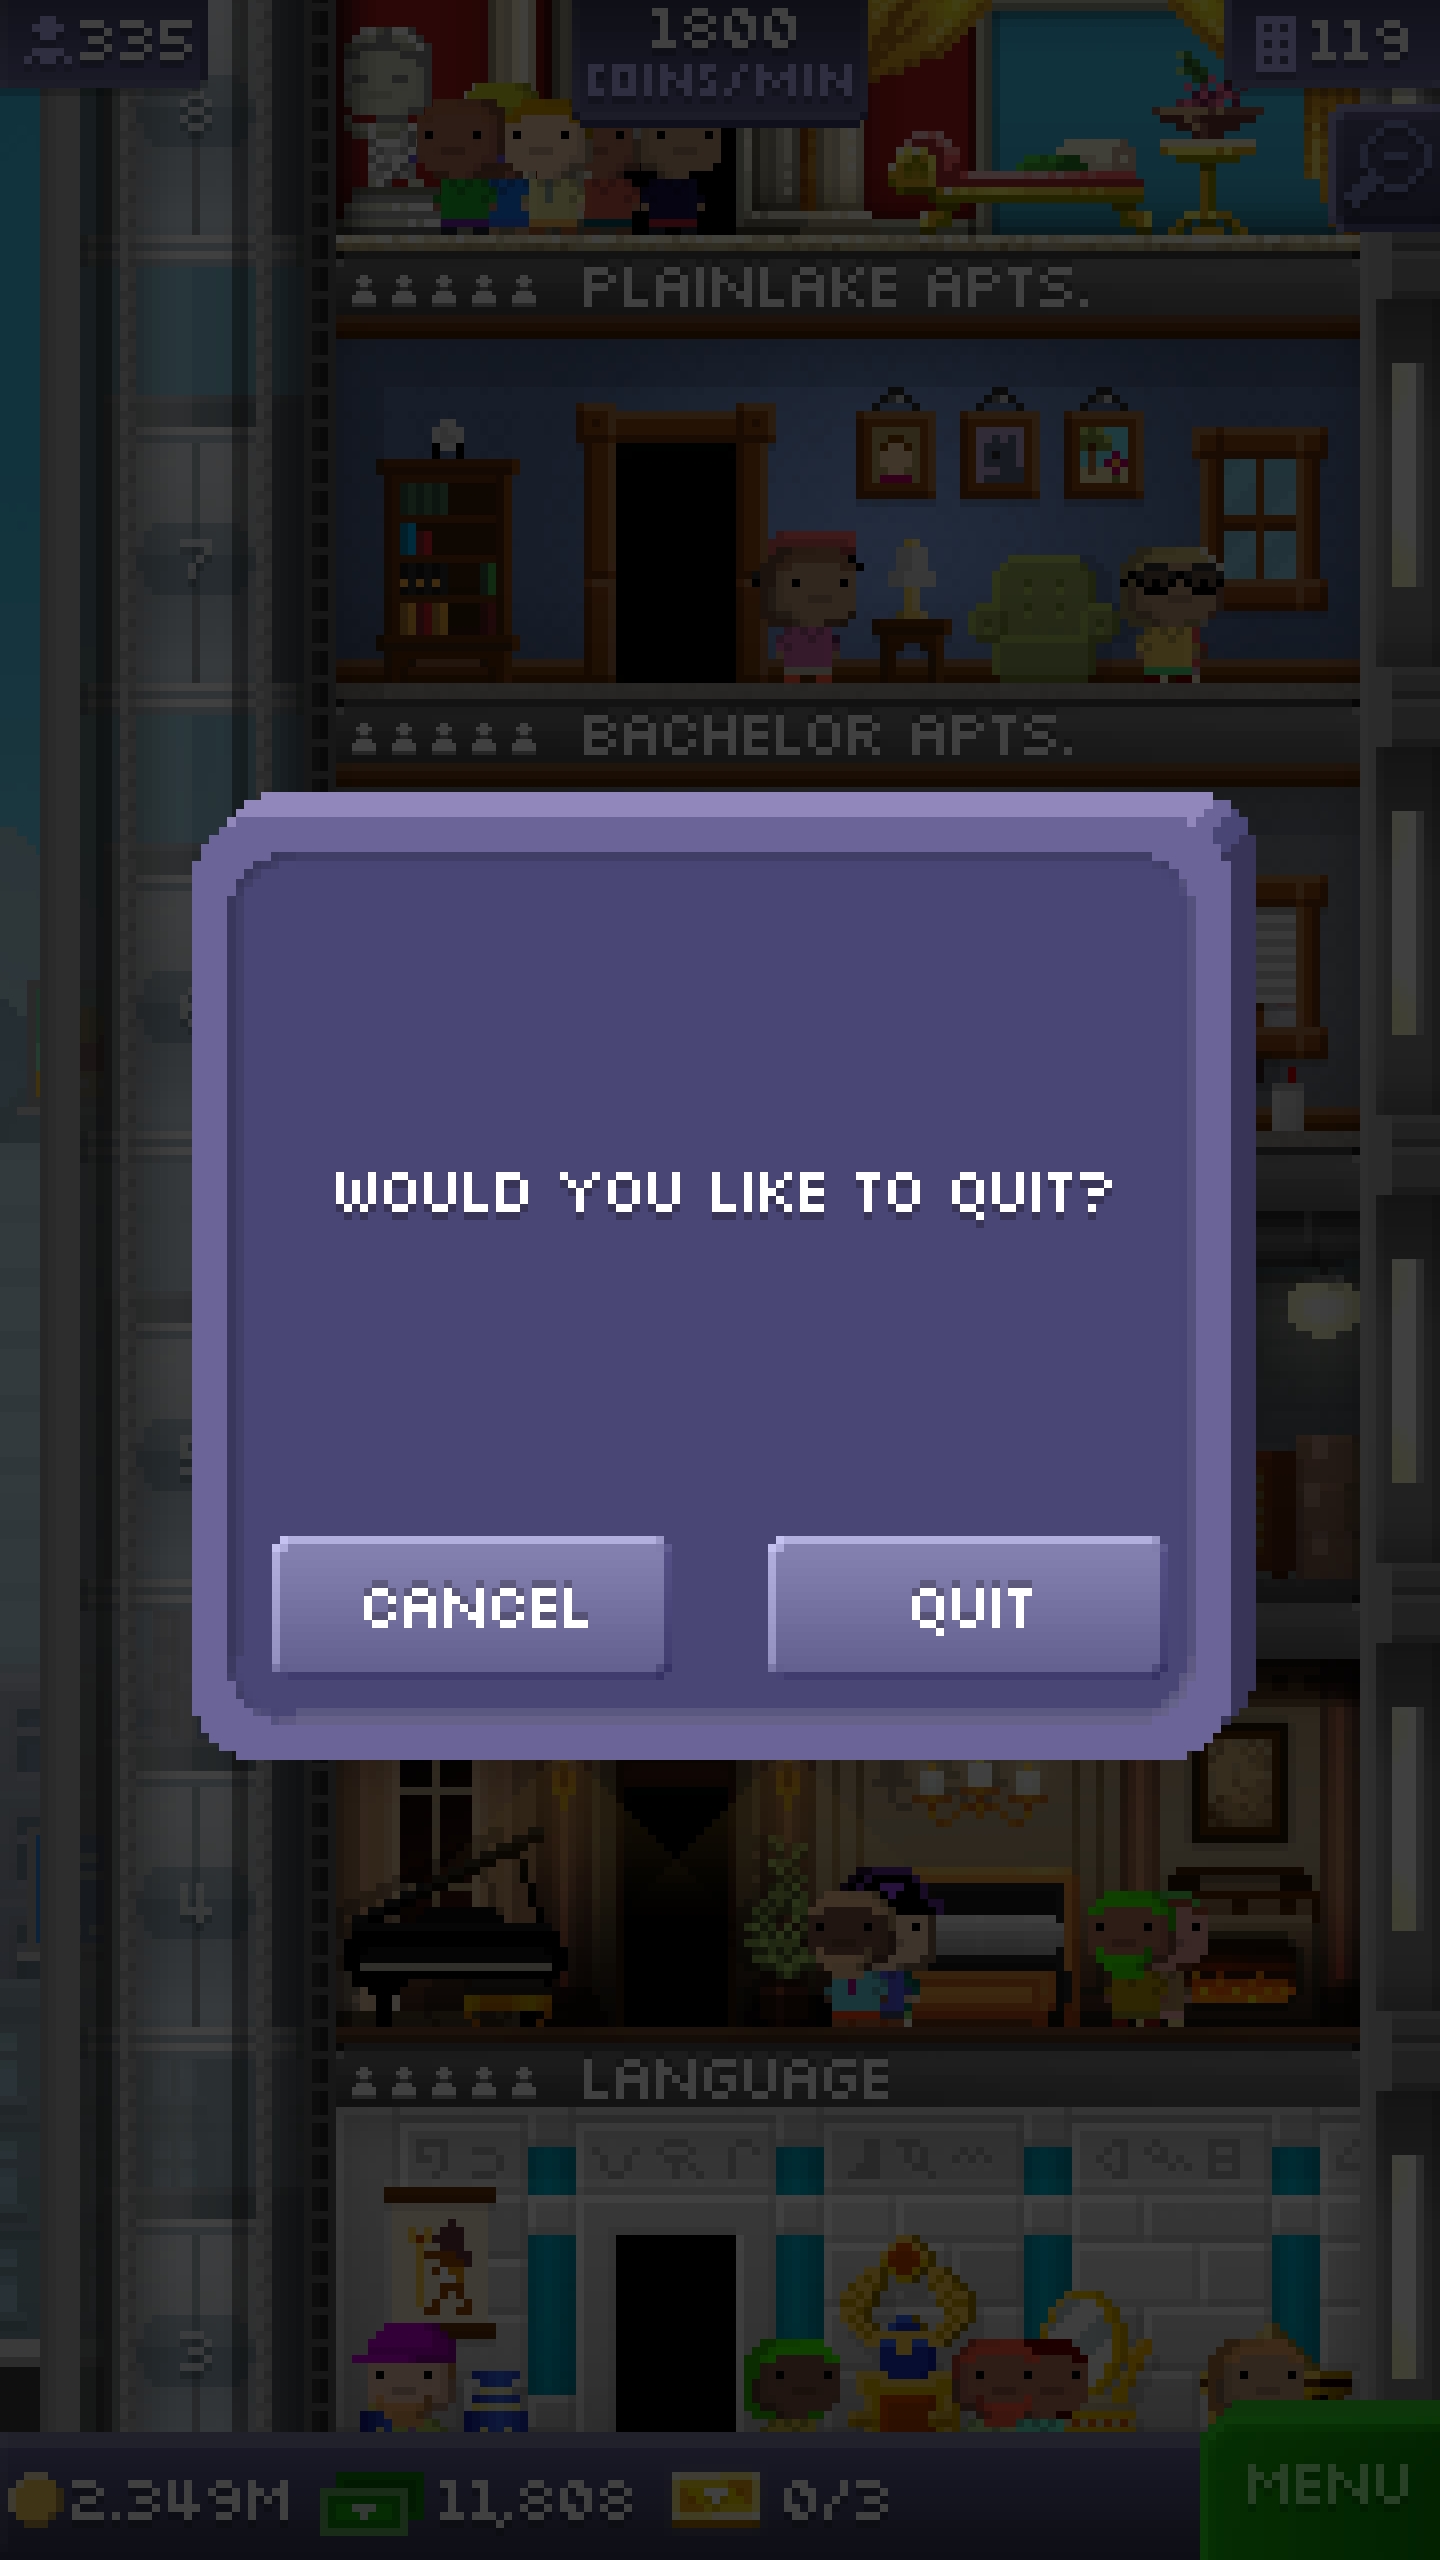 335
1800
COINS/MIN
119
8
PLAINLAKE APTS.
7
BACHELOR APTS.
WOULD YOU LIKE TO QUIT?
CANCEL
QUIT
4
LANGUAGE
3
2.349M
11,808
0/3
MENU